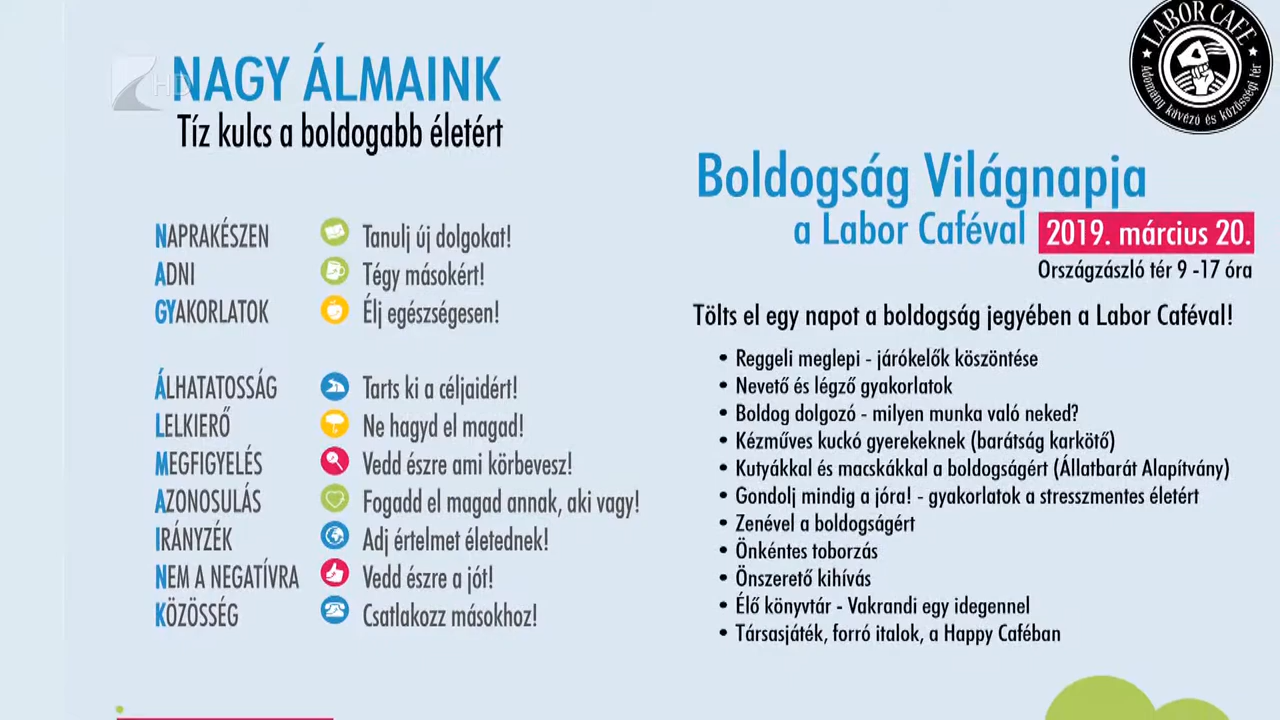 HD
NAGY ÁLMAINK
Tíz kulcs a boldogabb életért
NAPRAKÉSZEN Tanulj új dolgokat!
ADNI Tégy másokért!
GYAKORLATOK Élj egészségesen!
ÁLHATATOSSÁG Tarts ki a céljaidért!
LELKIERŐ Ne hagyd el magad!
MEGFIGYELÉS Vedd észre ami körbevesz!
AZONOSULÁS Fogadd el magad annak, aki vagy!
IRÁNYZÉK Adj értelmet életednek!
NEM A NEGATÍVRA Vedd észre a jót!
KÖZÖSSÉG Csatlakozz másokhoz!
LABOR CAFE
Adomány kávézó és közösségi tér
Boldogság Világnapja
a Labor Caféval 2019. március 20.
Országzászló tér 9 -17 óra
Tölts el egy napot a boldogság jegyében a Labor Caféval!
• Reggeli meglepi - járókelők köszöntése
• Nevető és légző gyakorlatok
• Boldog dolgozó - milyen munka való neked?
• Kézműves kuckó gyerekeknek (barátság karkötő)
• Kutyákkal és macskákkal a boldogságért (Állatbarát Alapítvány)
• Gondolj mindig a jóra! - gyakorlatok a stresszmentes életért
• Zenével a boldogságért
• Önkéntes toborzás
• Önszerető kihívás
• Élő könyvtár - Vakrandi egy idegennel
• Társasjáték, forró italok, a Happy Caféban